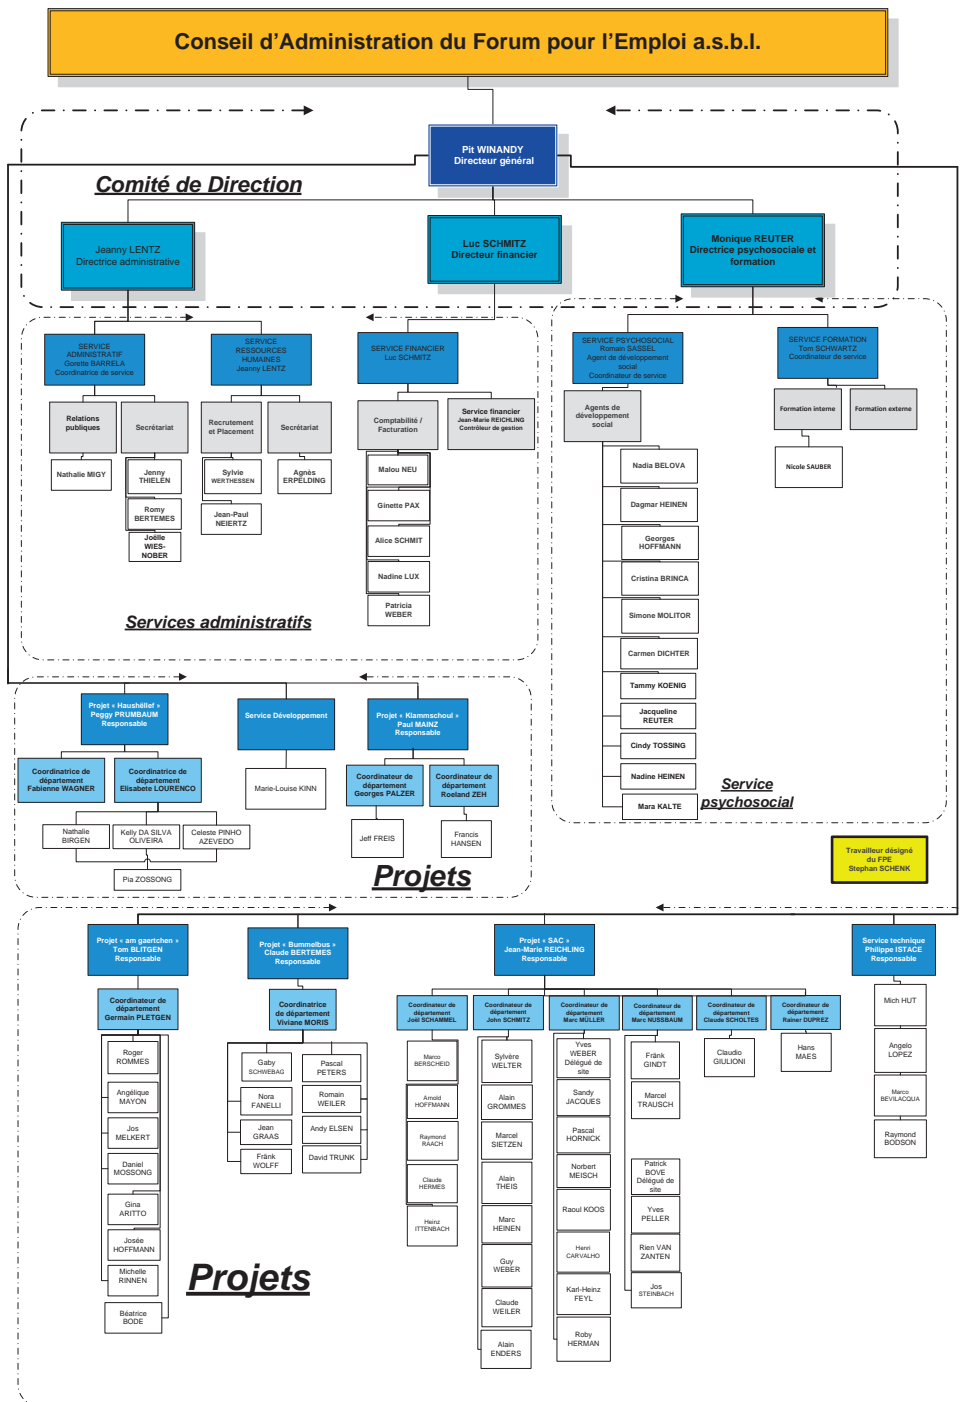 Conseil d'Administration du Forum pour l'Emploi a.s.b.l.
Pit WINANDY
Directeur général
Comité de Direction
Jeanny LENTZ
Directrice administrative
Luc SCHMITZ
Directeur financier
Monique REUTER
Directrice psychosociale et
formation
SERVICE
ADMINISTRATIF
Gorette BARRELA
Coordinatrice de service
SERVICE
RESSOURCES
HUMAINES
Jeanny LENTZ
SERVICE FINANCIER
Luc SCHMITZ
SERVICE PSYCHOSOCIAL
Romain SASSEL
Agent de développement
social
Coordinateur de service
SERVICE FORMATION
Tom SCHWARTZ
Coordinateur de service
Relations
publiques
Secrétariat
Recrutement
et Placement
Secrétariat
Comptabilité /
Facturation
Service financier
Jean-Marie REICHLING
Contrôleur de gestion
Agents de
développement
social
Formation interne
Formation externe
Nathalie MIGY
Jenny
THIELEN
Romy
BERTEMES
Joëlle
WIES-
NOBER
Sylvie
WERTHESSEN
Jean-Paul
NEIERTZ
Agnès
ERPELDING
Malou NEU
Ginette PAX
Alice SCHMIT
Nadine LUX
Patricia
WEBER
Nadia BELOVA
Dagmar HEINEN
Georges
HOFFMANN
Cristina BRINCA
Simone MOLITOR
Carmen DICHTER
Tammy KOENIG
Jacqueline
REUTER
Cindy TOSSING
Nadine HEINEN
Mara KALTE
Nicole SAUBER
Services administratifs
Service
psychosocial
Projet « Haushëllef »
Peggy PRUMBAUM
Responsable
Service Développement
Projet « Klammschoul »
Paul MAINZ
Responsable
Coordinatrice de
département
Fabienne WAGNER
Coordinatrice de
département
Elisabete LOURENCO
Marie-Louise KINN
Coordinateur de
département
Georges PALZER
Coordinateur de
département
Roeland ZEH
Nathalie
BIRGEN
Kelly DA SILVA
OLIVEIRA
Celeste PINHO
AZEVEDO
Pia ZOSSONG
Jeff FREIS
Francis
HANSEN
Projets
Travailleur désigné
du FPE
Stephan SCHENK
Projet « am gaertchen »
Tom BLITGEN
Responsable
Projet « Bummelbus »
Claude BERTEMES
Responsable
Projet « SAC »
Jean-Marie REICHLING
Responsable
Service technique
Philippe ISTACE
Responsable
Coordinateur de
département
Germain PLETGEN
Coordinatrice
de département
Viviane MORIS
Coordinateur de
département
Joël SCHAMMEL
Coordinateur de
département
John SCHMITZ
Coordinateur de
département
Marc MÜLLER
Coordinateur de
département
Marc NUSSBAUM
Coordinateur de
département
Claude SCHOLTES
Coordinateur de
département
Rainer DUPREZ
Roger
ROMMES
Angélique
MAYON
Jos
MELKERT
Daniel
MOSSONG
Gina
ARITTO
Josée
HOFFMANN
Michelle
RINNEN
Béatrice
BODE
Gaby
SCHWEBAG
Nora
FANELLI
Jean
GRAAS
Fränk
WOLFF
Pascal
PETERS
Romain
WEILER
Andy ELSEN
David TRUNK
Marco
BERSCHEID
Arnold
HOFFMANN
Raymond
RAACH
Claude
HERMES
Heinz
ITTENBACH
Sylvère
WELTER
Alain
GROMMES
Marcel
SIETZEN
Alain
THEIS
Marc
HEINEN
Guy
WEBER
Claude
WEILER
Alain
ENDERS
Yves
WEBER
Délégué de
site
Sandy
JACQUES
Pascal
HORNICK
Norbert
MEISCH
Raoul KOOS
Henri
CARVALHO
Karl-Heinz
FEYL
Roby
HERMAN
Fränk
GINDT
Marcel
TRAUSCH
Patrick
BOVE
Délégué de
site
Yves
PELLER
Rien VAN
ZANTEN
Jos
STEINBACH
Claudio
GIULIONI
Hans
MAES
Mich HUT
Angelo
LOPEZ
Marco
BEVILACQUA
Raymond
BODSON
Projets